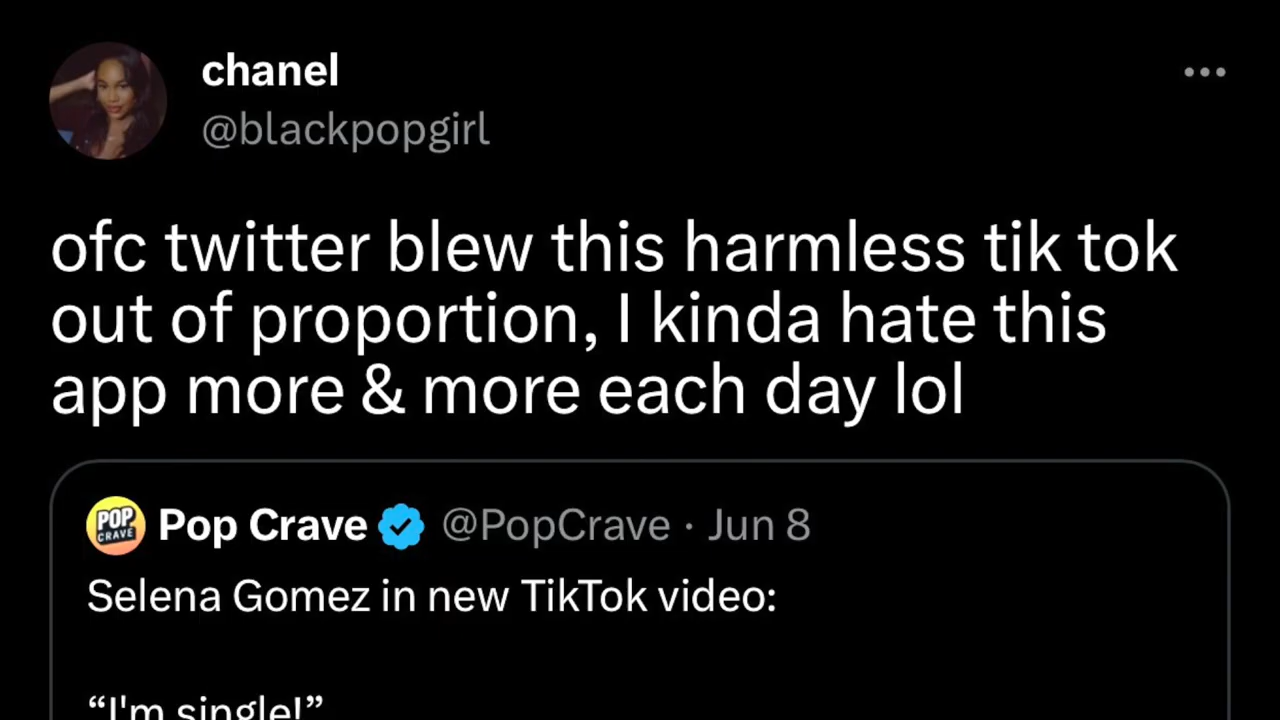 chanel
@blackpopgirl
ofc twitter blew this harmless tik tok
out of proportion, I kinda hate this
app more & more each day lol
POP
CRAVE
Pop Crave @PopCrave · Jun 8
Selena Gomez in new TikTok video:
“I'm single!”